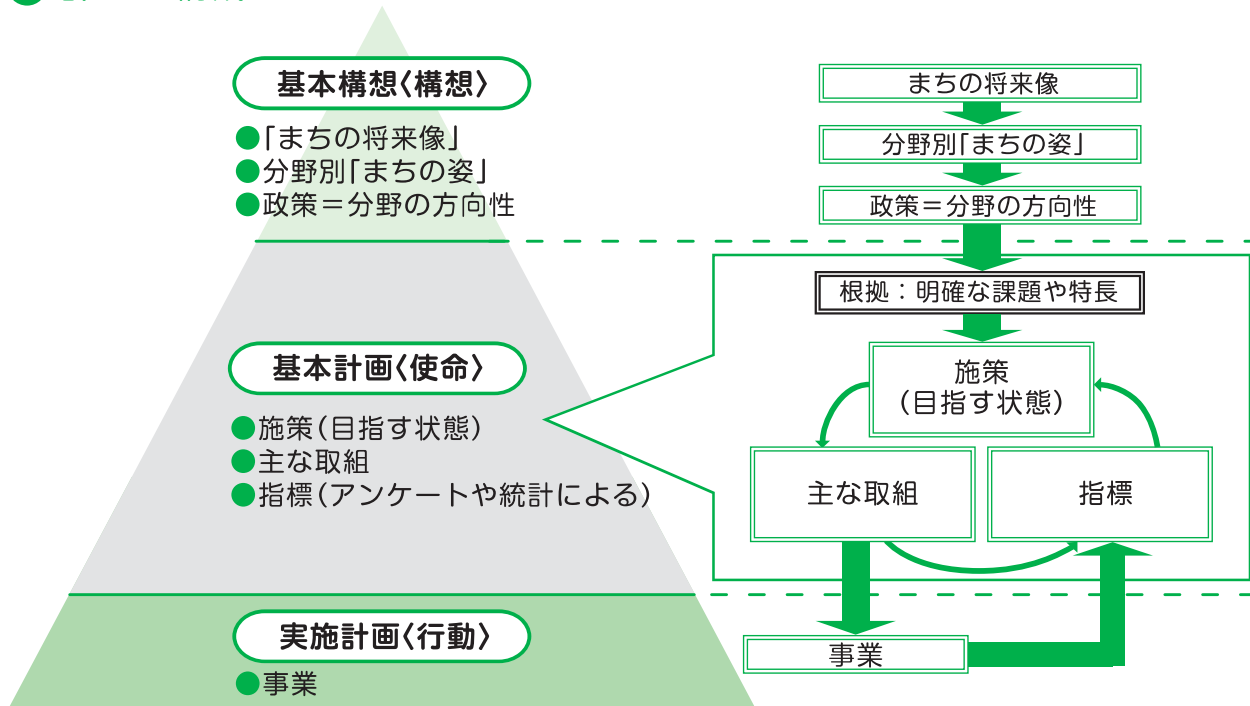 基本構想〈構想〉
●「まちの将来像」
●分野別「まちの姿」
●政策＝分野の方向性
基本計画〈使命〉
●施策（目指す状態）
●主な取組
●指標（アンケートや統計による）
実施計画〈行動〉
●事業
まちの将来像
分野別「まちの姿」
政策＝分野の方向性
根拠：明確な課題や特長
施策
（目指す状態）
主な取組
指標
事業